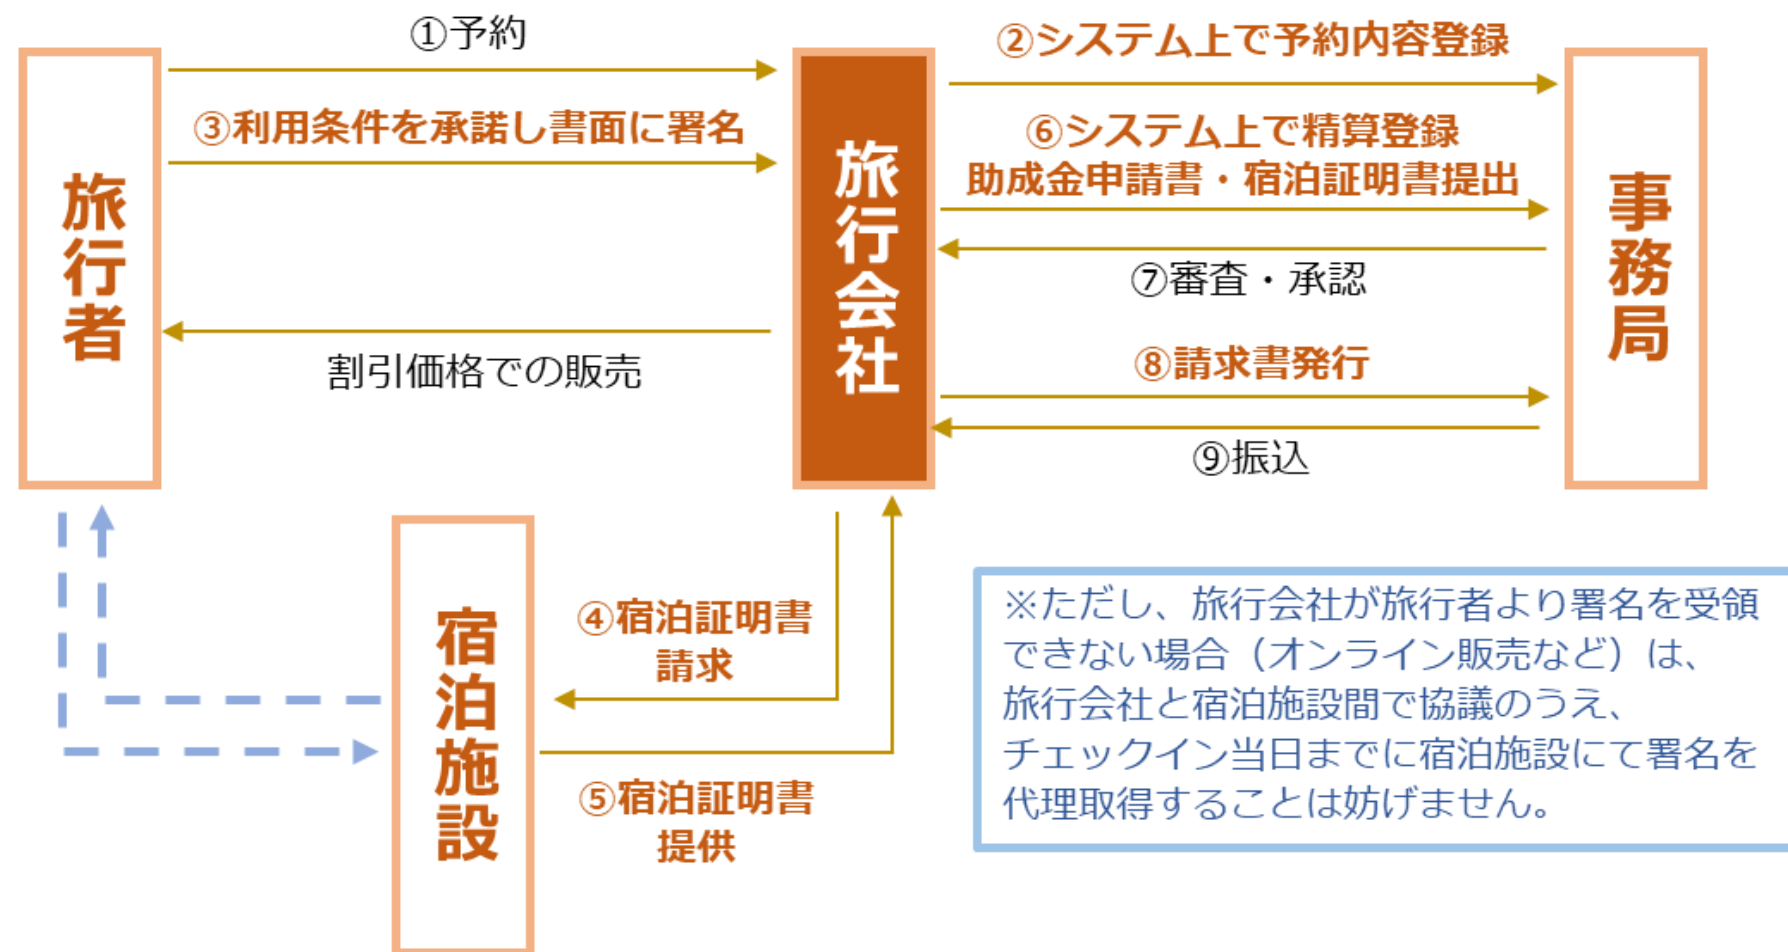 ①予約
②システム上で予約内容登録
③利用条件を承諾し書面に署名
⑥システム上で精算登録
助成金申請書・宿泊証明書提出
旅行者
旅行会社
事務局
⑦審査・承認
割引価格での販売
⑧請求書発行
⑨振込
宿泊施設
④宿泊証明書
請求
⑤宿泊証明書
提供
※ただし、旅行会社が旅行者より署名を受領
できない場合（オンライン販売など）は、
旅行会社と宿泊施設間で協議のうえ、
チェックイン当日までに宿泊施設にて署名を
代理取得することは妨げません。